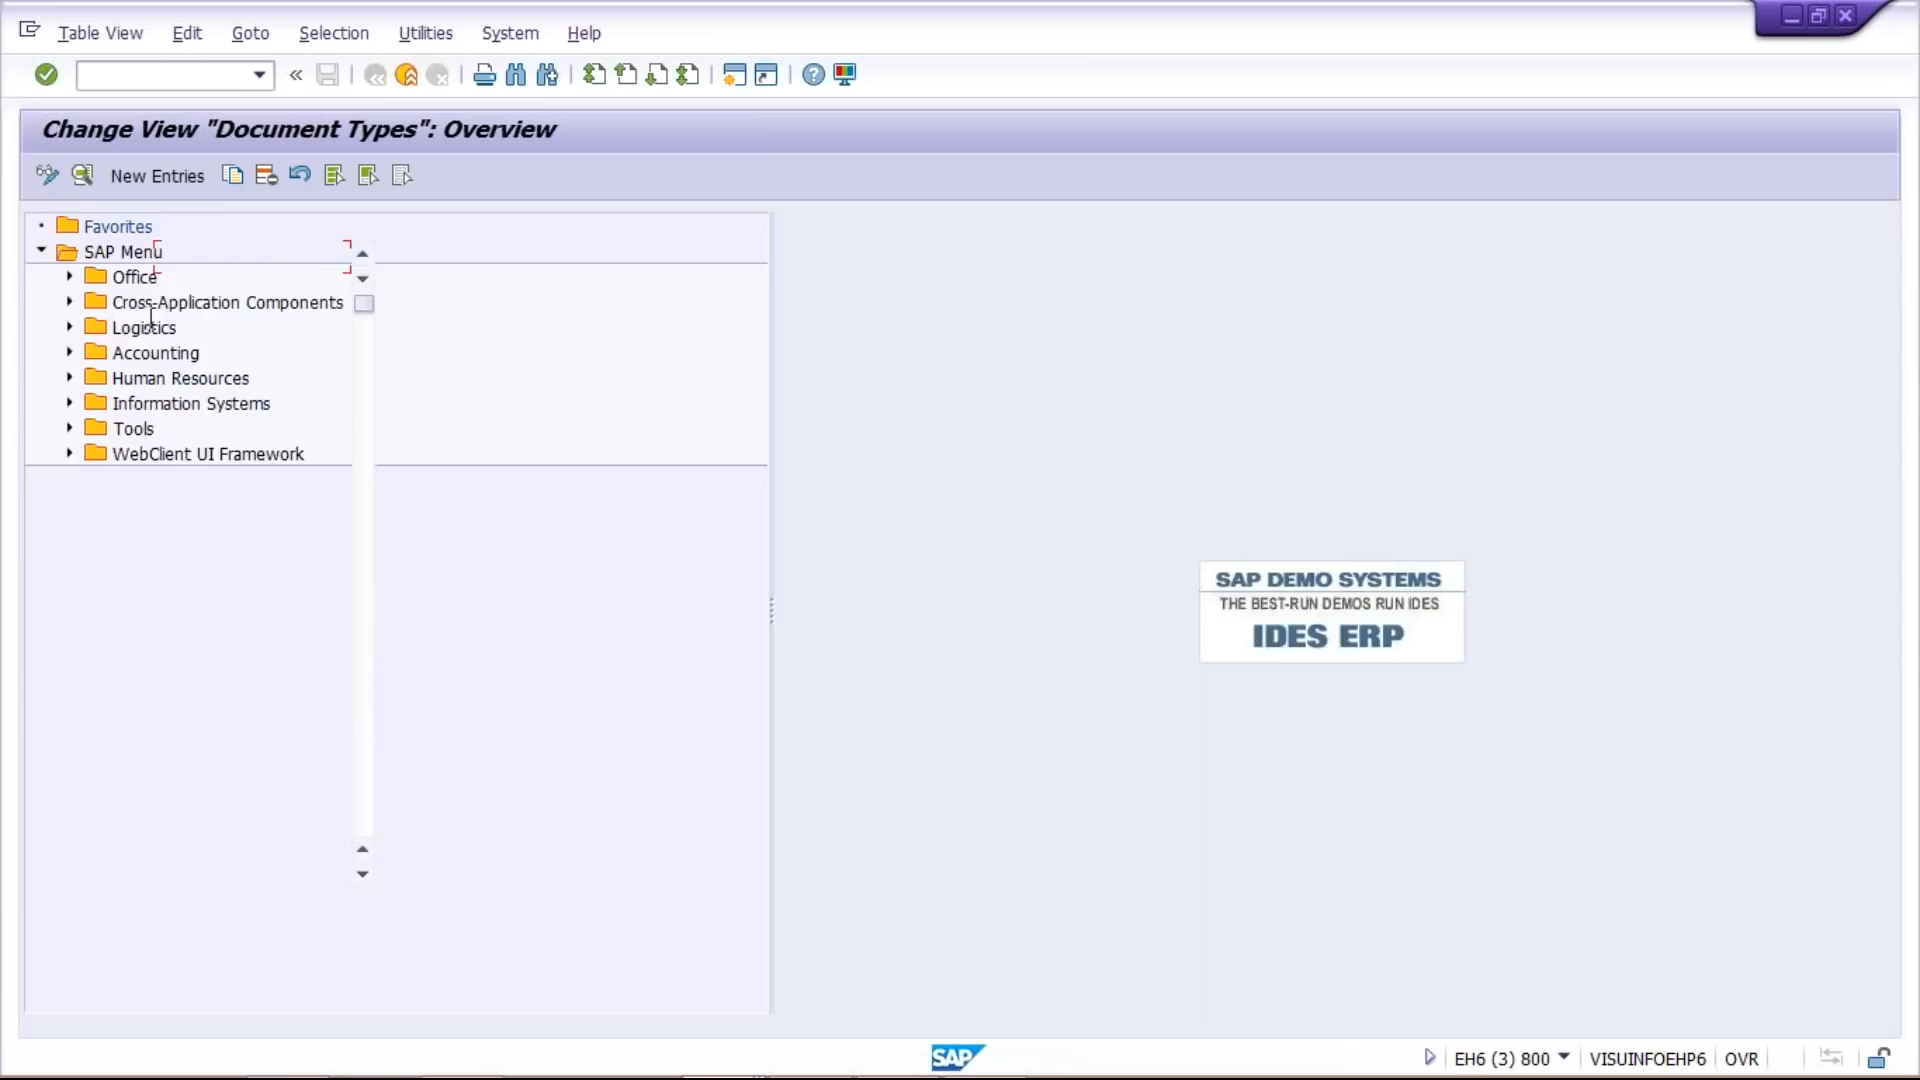 Table View Edit Goto Selection Utilities System Help
Change View "Document Types": Overview
New Entries
Favorites
SAP Menu
Office
Cross-Application Components
Logistics
Accounting
Human Resources
Information Systems
Tools
WebClient UI Framework
SAP DEMO SYSTEMS
THE BEST-RUN DEMOS RUN IDES
IDES ERP
SAP EH6 (3) 800 VISUINFOEHP6 OVR